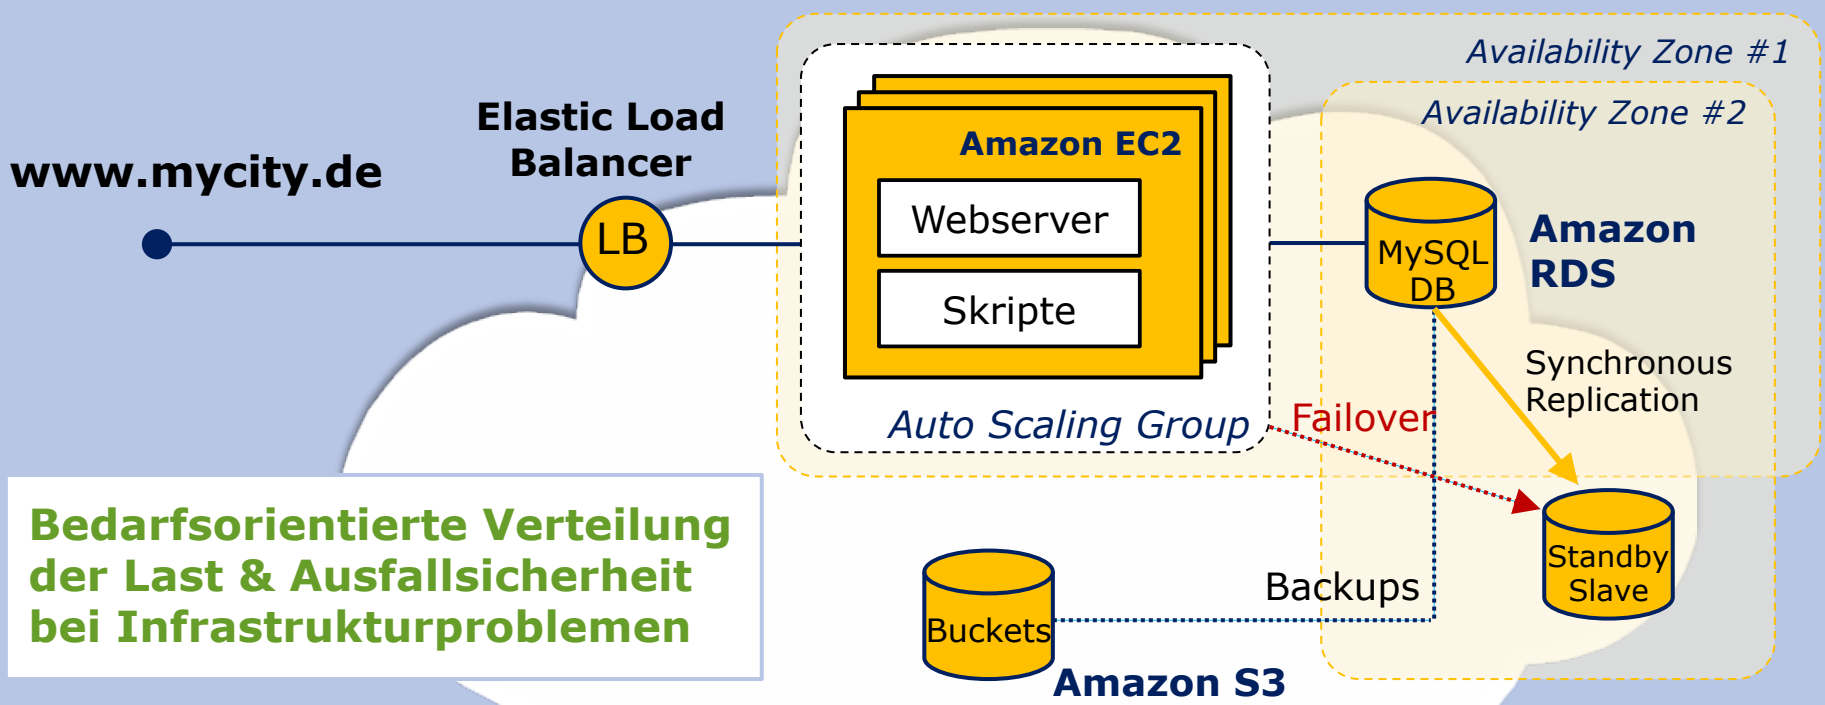 Availability Zone #1
Availability Zone #2
Elastic Load
Balancer
www.mycity.de
LB
Amazon EC2
Webserver
Skripte
Auto Scaling Group
MySQL
DB
Amazon
RDS
Synchronous
Replication
Failover
Standby
Slave
Backups
Buckets
Amazon S3
Bedarfsorientierte Verteilung
der Last & Ausfallsicherheit
bei Infrastrukturproblemen